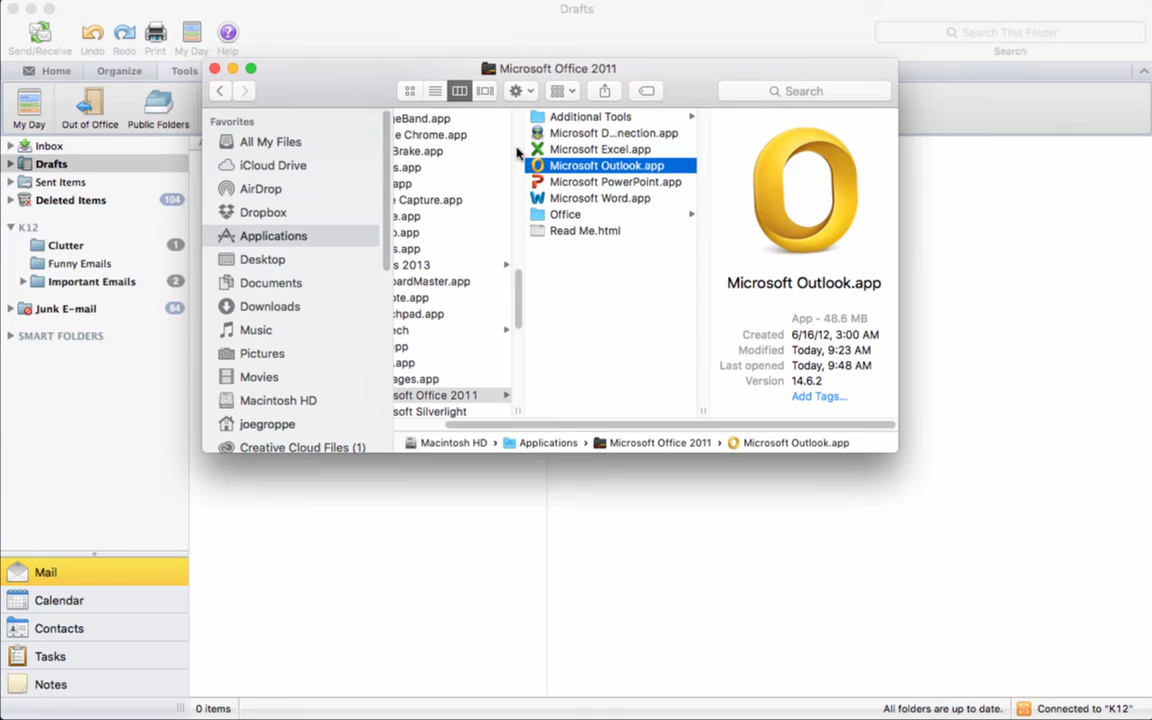 Drafts
Send/Receive Undo Redo Print My Day Help
Search This Folder
Search
Home Organize Tools
My Day Out of Office Public Folders
Inbox
Drafts
Sent Items
Deleted Items 104
K12
Clutter 1
Funny Emails
Important Emails 2
Junk E-mail 84
SMART FOLDERS
Mail
Calendar
Contacts
Tasks
Notes
Microsoft Office 2011
Search
Favorites
All My Files
iCloud Drive
AirDrop
Dropbox
Applications
Desktop
Documents
Downloads
Music
Pictures
Movies
Macintosh HD
joegroppe
Creative Cloud Files (1)
geBand.app
e Chrome.app
Brake.app
s.app
app
Capture.app
e.app
o.app
s.app
s 2013
oardMaster.app
ote.app
chpad.app
ech
pp
.app
ages.app
soft Office 2011
soft Silverlight
Additional Tools
Microsoft D...nection.app
Microsoft Excel.app
Microsoft Outlook.app
Microsoft PowerPoint.app
Microsoft Word.app
Office
Read Me.html
Microsoft Outlook.app
App - 48.6 MB
Created 6/16/12, 3:00 AM
Modified Today, 9:23 AM
Last opened Today, 9:48 AM
Version 14.6.2
Add Tags...
Macintosh HD › Applications › Microsoft Office 2011 › Microsoft Outlook.app
0 items
All folders are up to date. Connected to "K12"